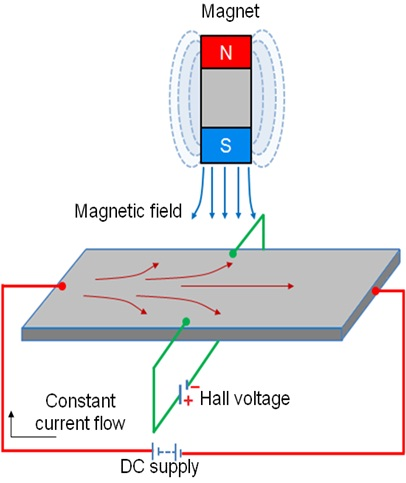 Magnet
N
S
Magnetic field
− 
+ Hall voltage
Constant
current flow
DC supply